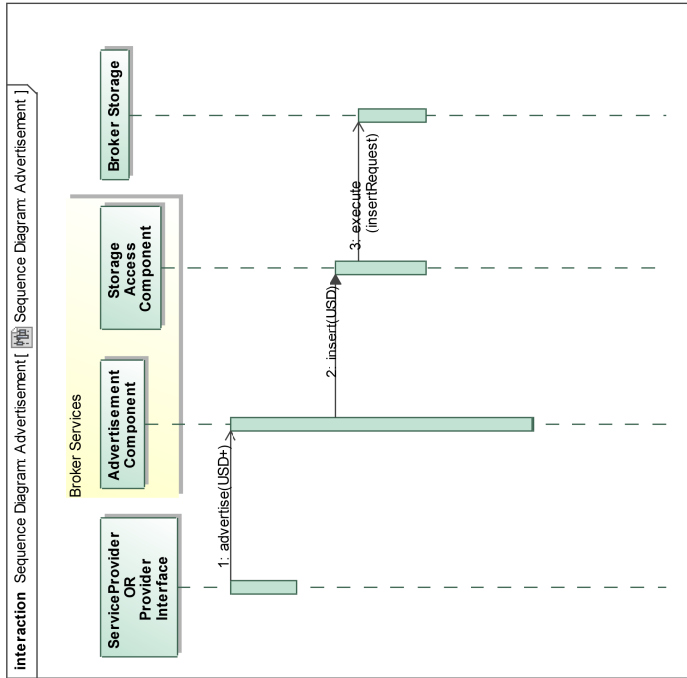 interaction Sequence Diagram: Advertisement [ Sequence Diagram: Advertisement ]
Broker Services
ServiceProvider
OR
Provider
Interface
Advertisement
Component
Storage
Access
Component
Broker Storage
1: advertise(USD+)
2: insert(USD)
3: execute
(insertRequest)